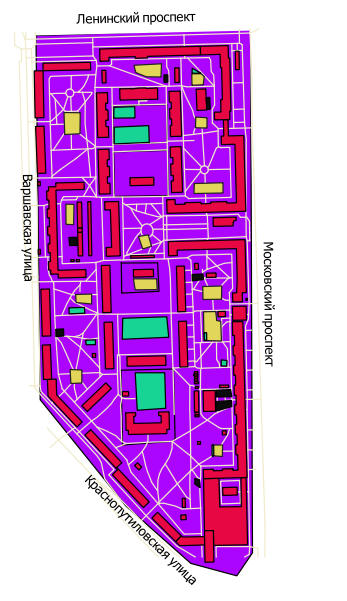 Ленинский проспект
Варшавская улица
Московский проспект
Краснопутиловская улица